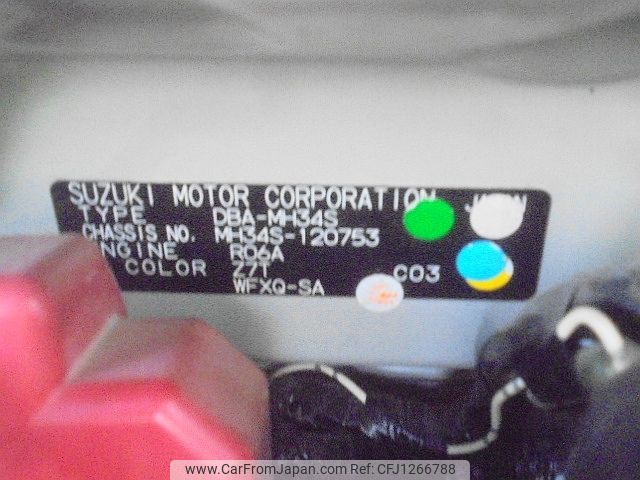 SUZUKI MOTOR CORPORATION JAPAN
TYPE DBA-MH34S
CHASSIS NO. MH34S-120753
ENGINE R06A
COLOR Z7T C03
WFXQ-SA
www.CarFromJapan.com Ref:CFJ1266788